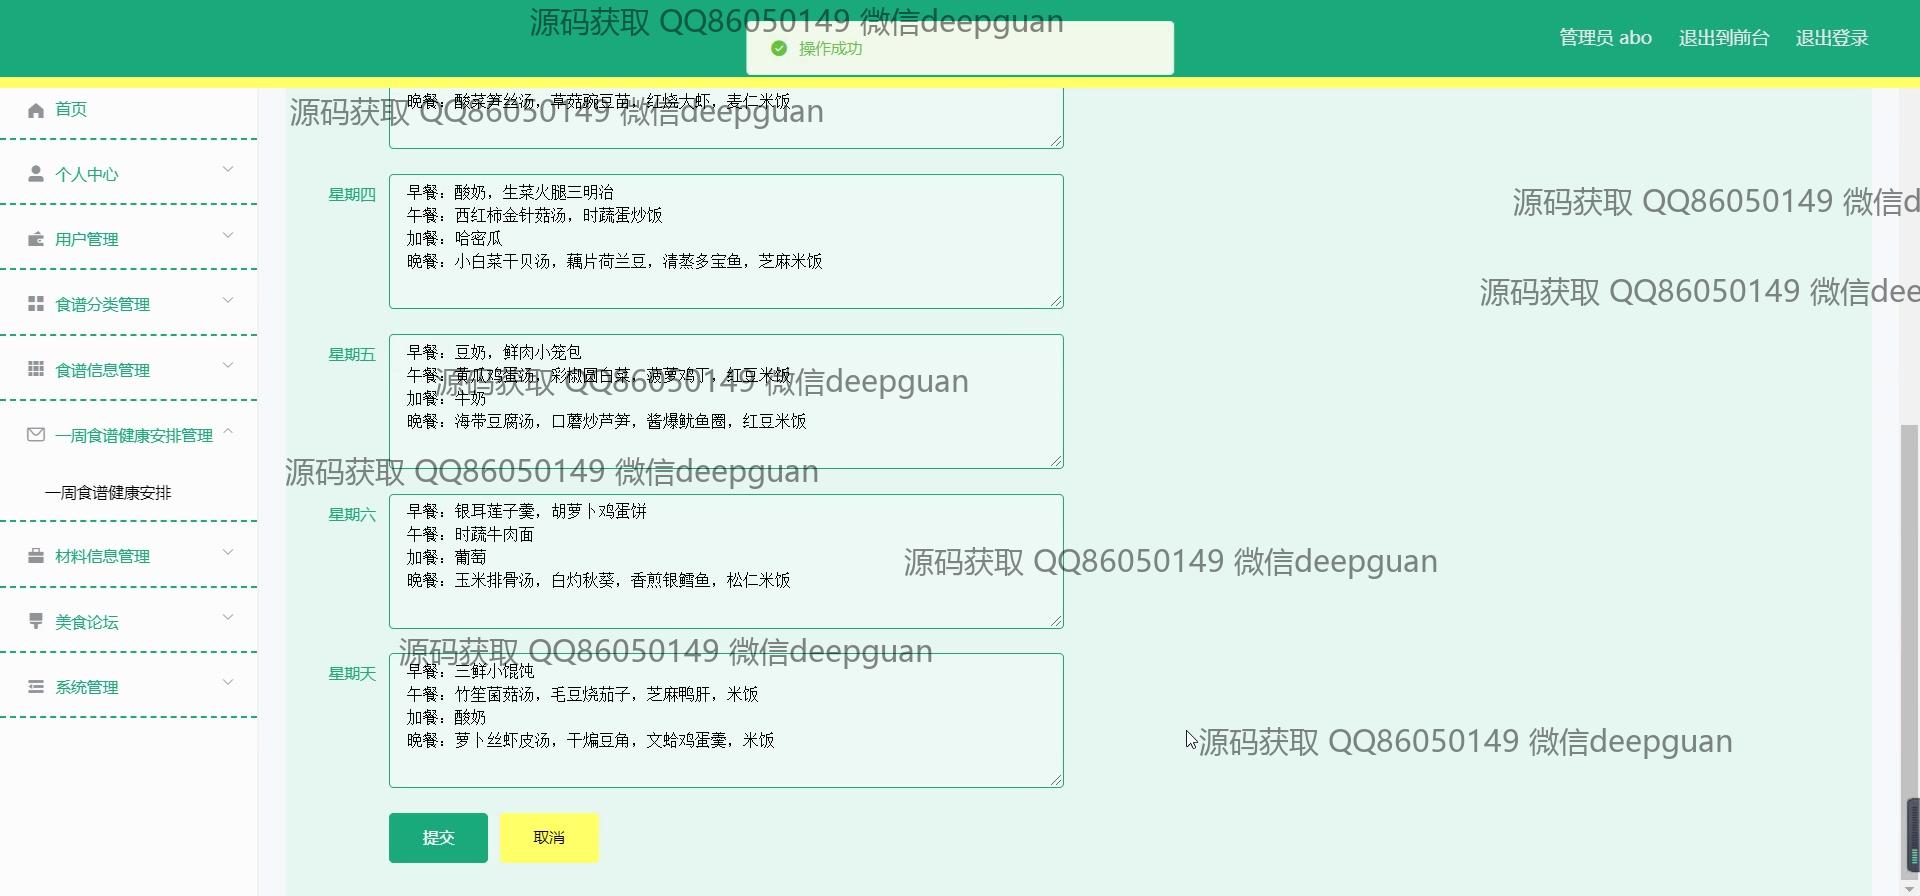 源码获取 QQ86050149 微信deepguan
操作成功
管理员 abo
退出到前台
退出登录
首页
个人中心
用户管理
食谱分类管理
食谱信息管理
一周食谱健康安排管理
一周食谱健康安排
材料信息管理
美食论坛
系统管理
晚餐：酸菜笋丝汤，草菇豌豆苗，红烧大虾，麦仁米饭
源码获取 QQ86050149 微信deepguan
星期四
早餐：酸奶，生菜火腿三明治
午餐：西红柿金针菇汤，时蔬蛋炒饭
加餐：哈密瓜
晚餐：小白菜干贝汤，藕片荷兰豆，清蒸多宝鱼，芝麻米饭
源码获取 QQ86050149 微信d
源码获取 QQ86050149 微信dee
星期五
早餐：豆奶，鲜肉小笼包
午餐：黄瓜鸡蛋汤，彩椒圆白菜，菠萝鸡丁，红豆米饭
源码获取 QQ86050149 微信deepguan
加餐：牛奶
晚餐：海带豆腐汤，口蘑炒芦笋，酱爆鱿鱼圈，红豆米饭
源码获取 QQ86050149 微信deepguan
星期六
早餐：银耳莲子羹，胡萝卜鸡蛋饼
午餐：时蔬牛肉面
加餐：葡萄
晚餐：玉米排骨汤，白灼秋葵，香煎银鳕鱼，松仁米饭
源码获取 QQ86050149 微信deepguan
源码获取 QQ86050149 微信deepguan
星期天
早餐：三鲜小馄饨
午餐：竹笙菌菇汤，毛豆烧茄子，芝麻鸭肝，米饭
加餐：酸奶
晚餐：萝卜丝虾皮汤，干煸豆角，文蛤鸡蛋羹，米饭
源码获取 QQ86050149 微信deepguan
提交
取消